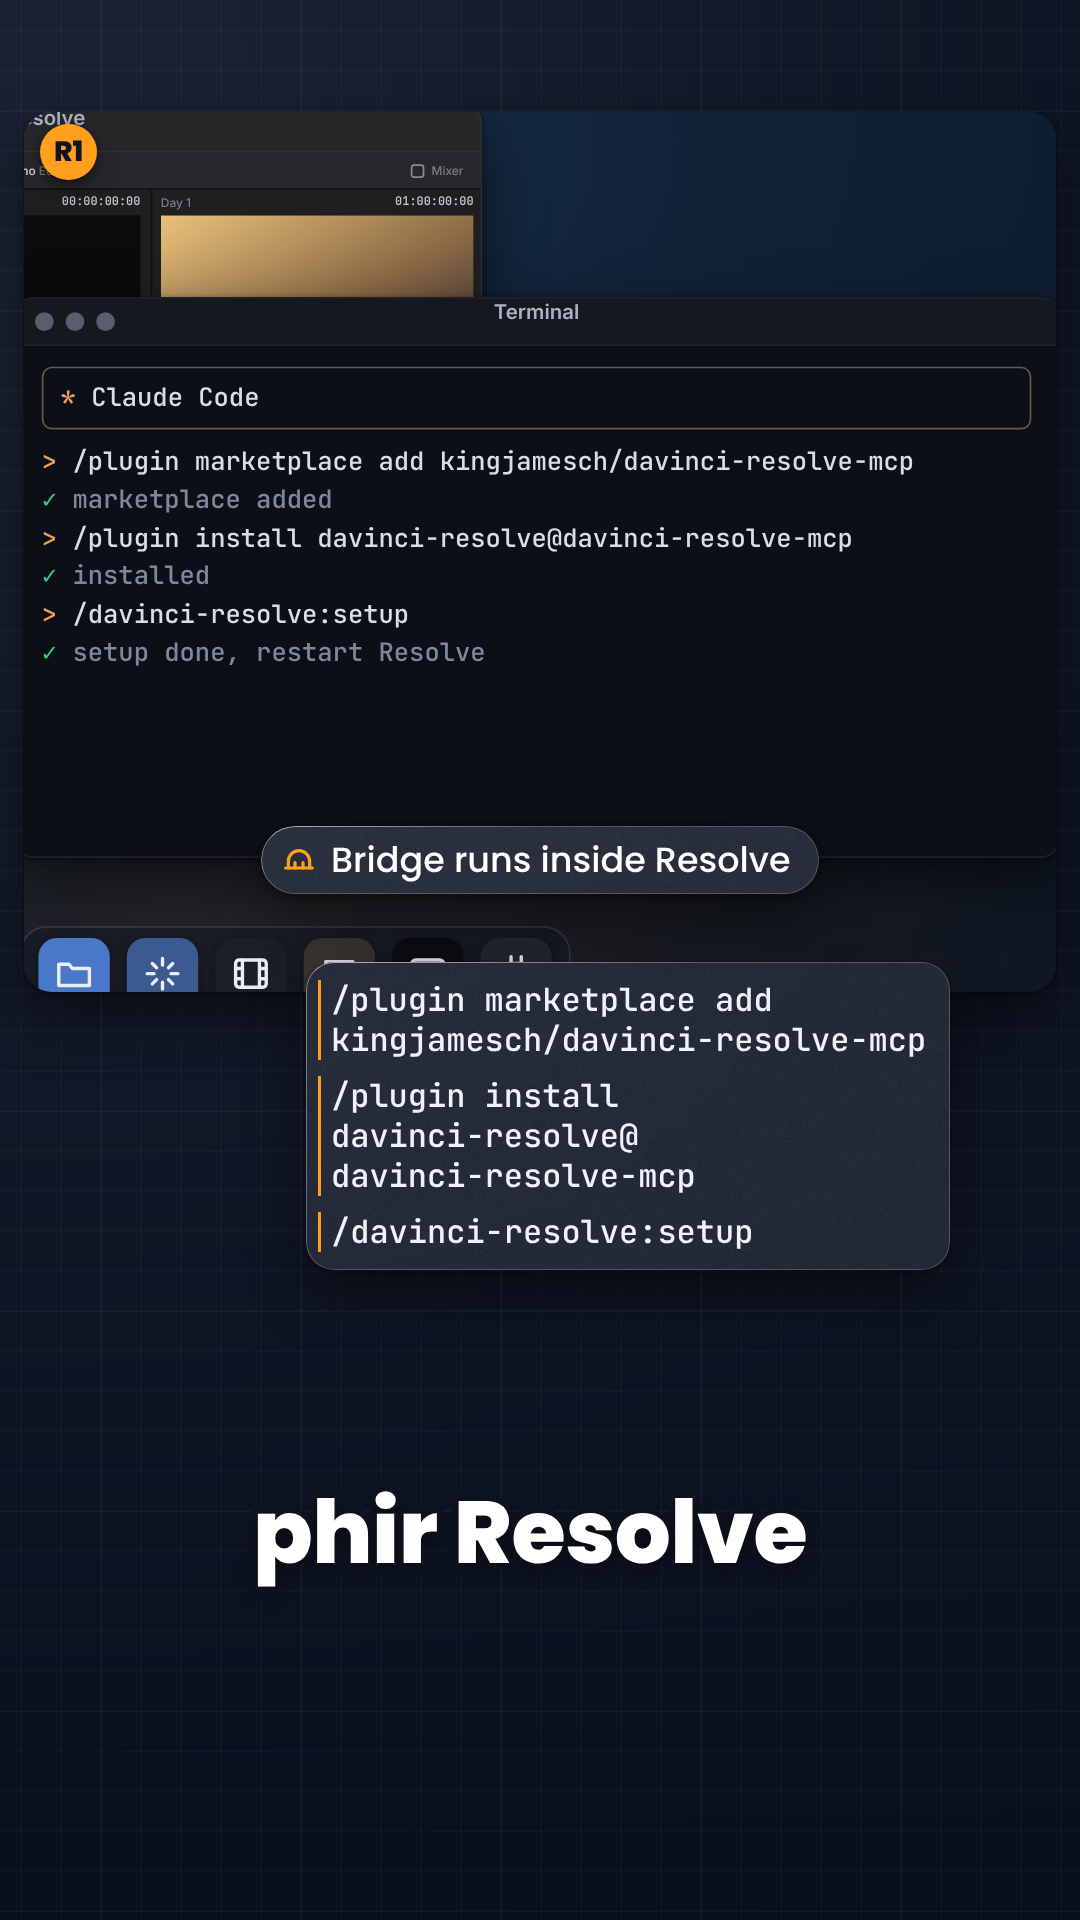 esolve
R1
Mixer
00:00:00:00
Day 1
01:00:00:00
Terminal
* Claude Code
> /plugin marketplace add kingjamesch/davinci-resolve-mcp
✓ marketplace added
> /plugin install davinci-resolve@davinci-resolve-mcp
✓ installed
> /davinci-resolve:setup
✓ setup done, restart Resolve
Bridge runs inside Resolve
/plugin marketplace add
kingjamesch/davinci-resolve-mcp
/plugin install
davinci-resolve@
davinci-resolve-mcp
/davinci-resolve:setup
phir Resolve